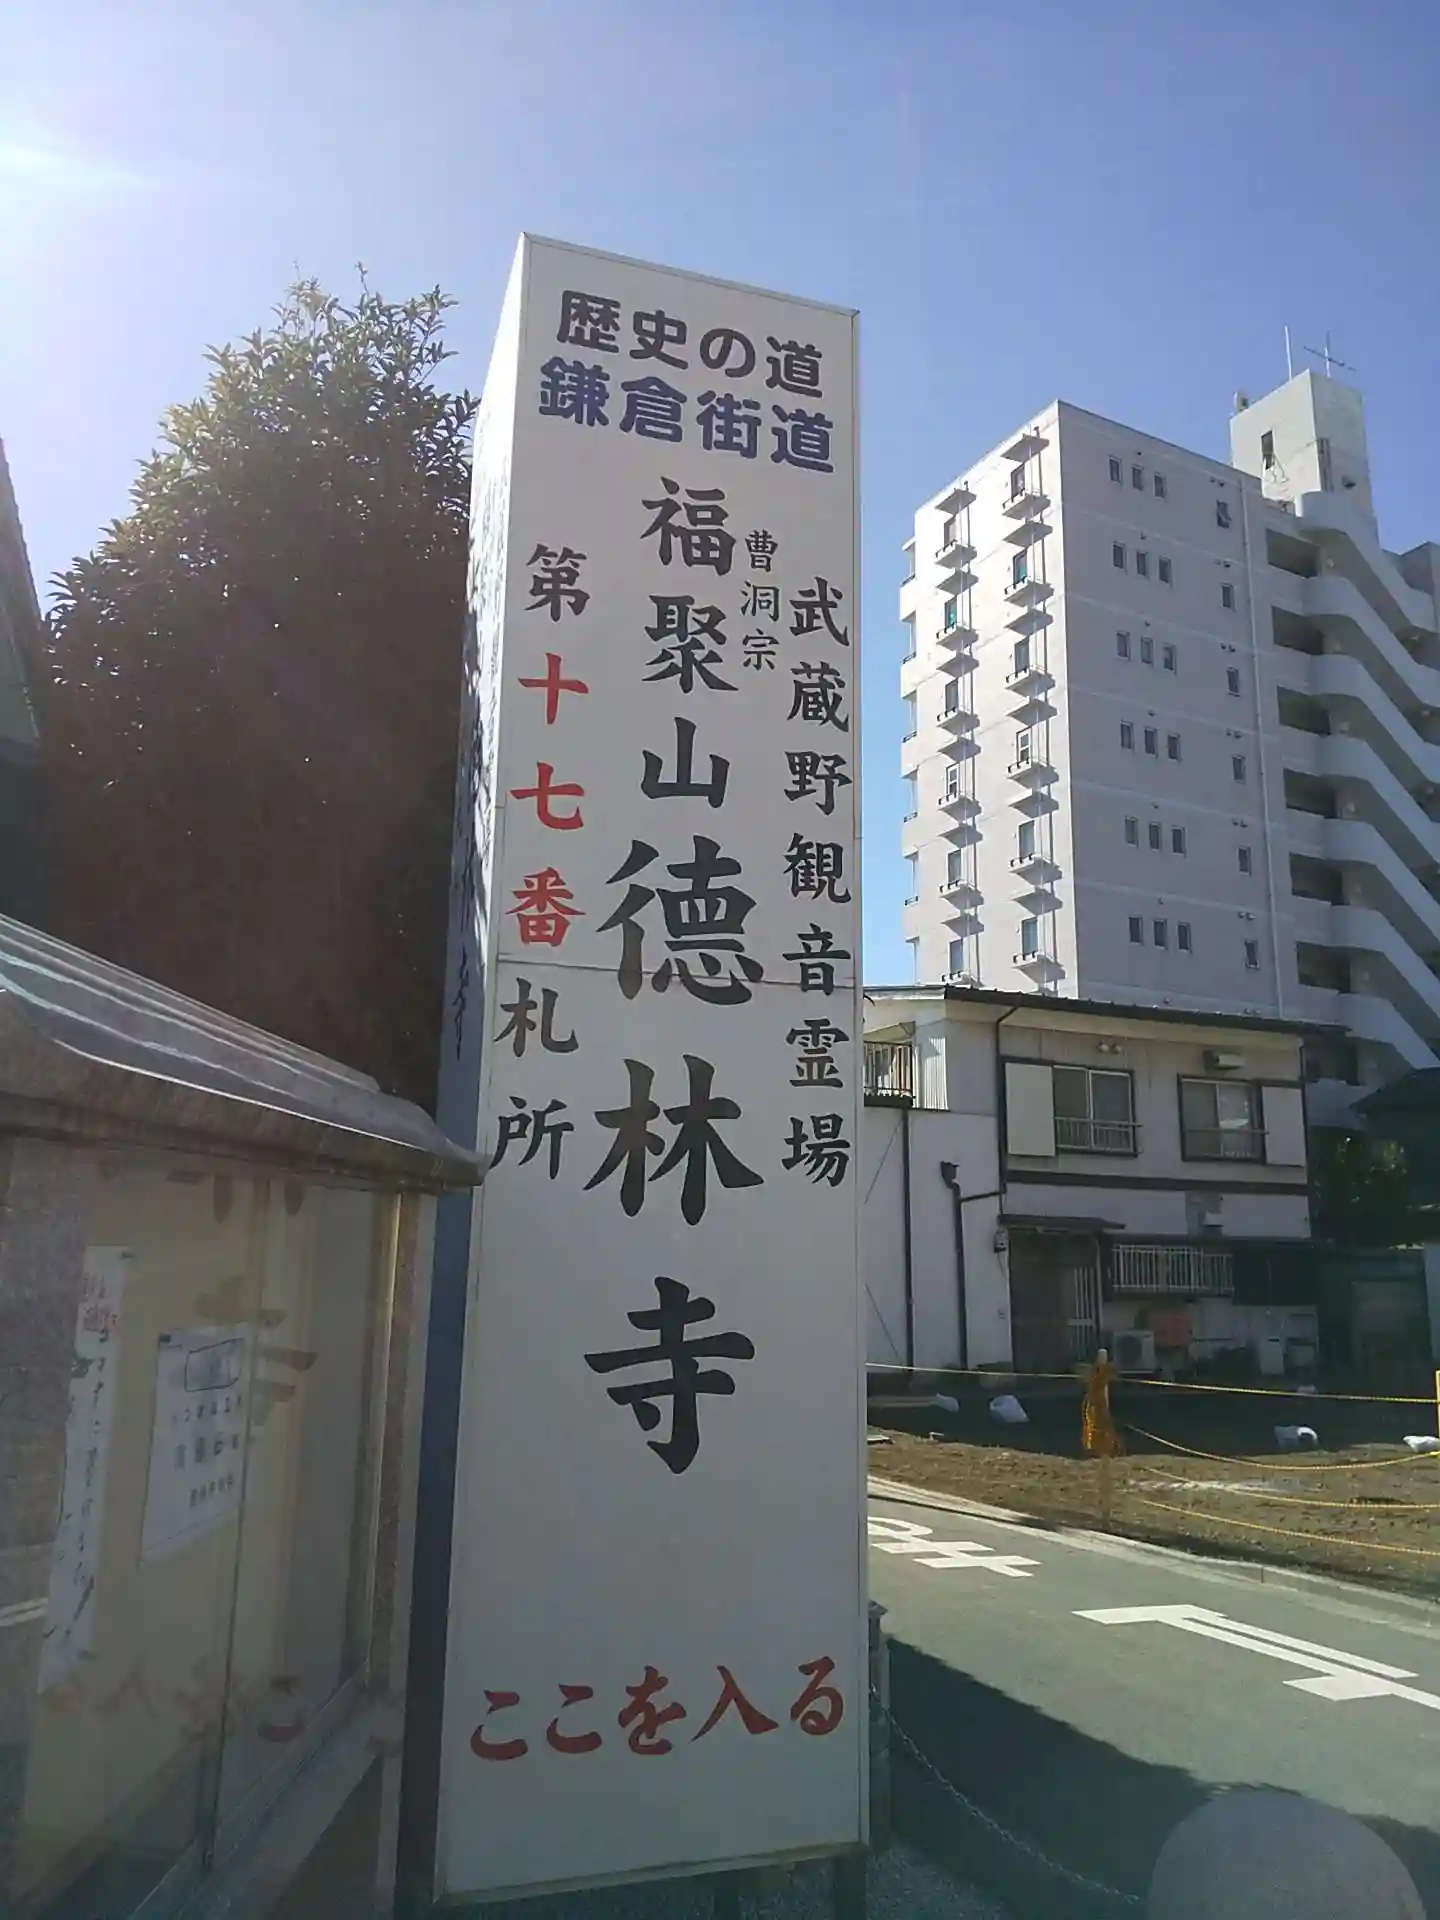 歴史の道
鎌倉街道
武蔵野観音霊場
曹洞宗
福聚山徳林寺
第十七番札所
ここを入る